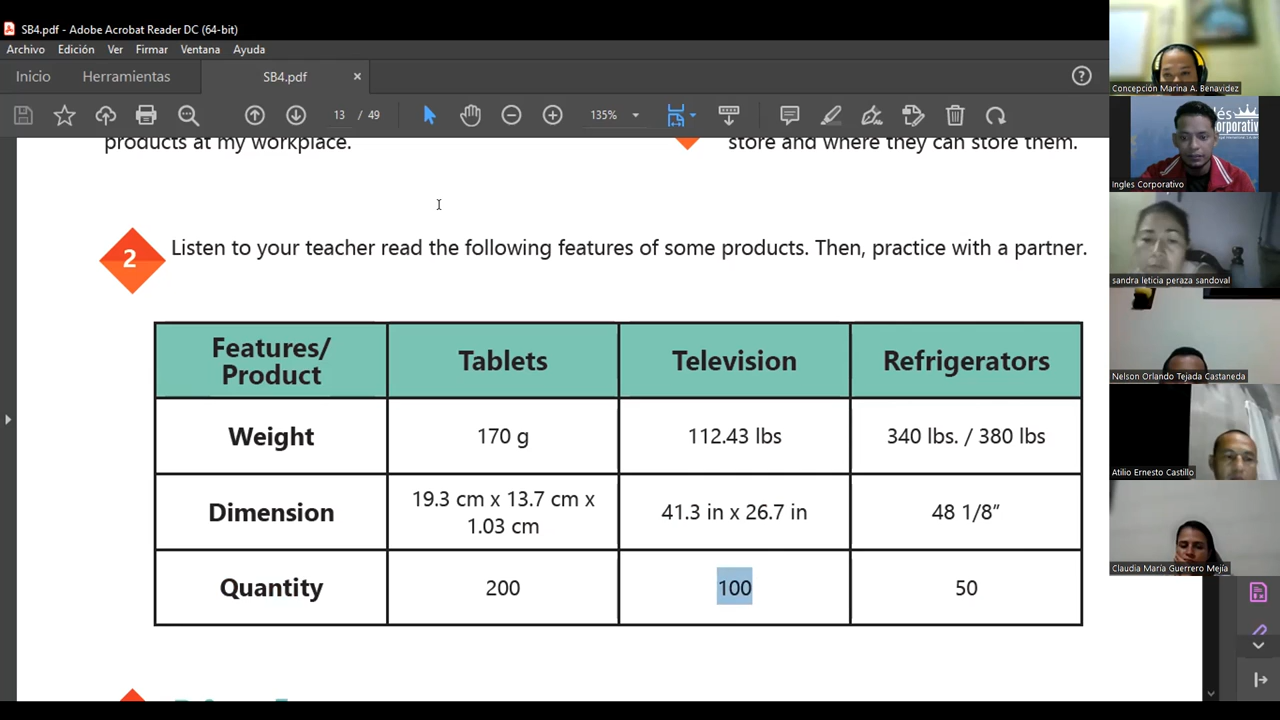 SB4.pdf - Adobe Acrobat Reader DC (64-bit)
Archivo Edición Ver Firmar Ventana Ayuda
Inicio Herramientas SB4.pdf ×
13 / 49 135%
products at my workplace.
store and where they can store them.
2 Listen to your teacher read the following features of some products. Then, practice with a partner.
Features/ Product Tablets Television Refrigerators
Weight 170 g 112.43 lbs 340 lbs. / 380 lbs
Dimension 19.3 cm x 13.7 cm x 1.03 cm 41.3 in x 26.7 in 48 1/8”
Quantity 200 100 50
Concepción Marina A. Benavidez
Ingles Corporativo
sandra leticia peraza sandoval
Nelson Orlando Tejada Castaneda
Atilio Ernesto Castillo
Claudia María Guerrero Mejía